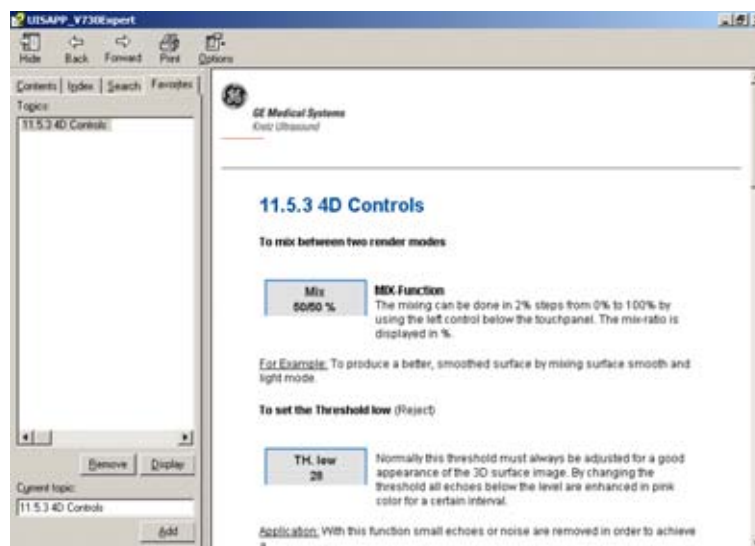 UISAPP_V730Expert
Hide Back Forward Print Options
Contents Index Search Favorites
Topics:
11.5.3 4D Controls
Remove Display
Current topic:
11.5.3 4D Controls
Add
GE Medical Systems
Kretz Ultrasound
11.5.3 4D Controls
To mix between two render modes
Mix
50/50 %
MIX-Function
The mixing can be done in 2% steps from 0% to 100% by
using the left control below the touchpanel. The mix-ratio is
displayed in %.
For Example: To produce a better, smoothed surface by mixing surface smooth and
light mode.
To set the Threshold low (Reject)
TH. low
28
Normally this threshold must always be adjusted for a good
appearance of the 3D surface image. By changing the
threshold all echoes below the level are enhanced in pink
color for a certain interval.
Application: With this function small echoes or noise are removed in order to achieve